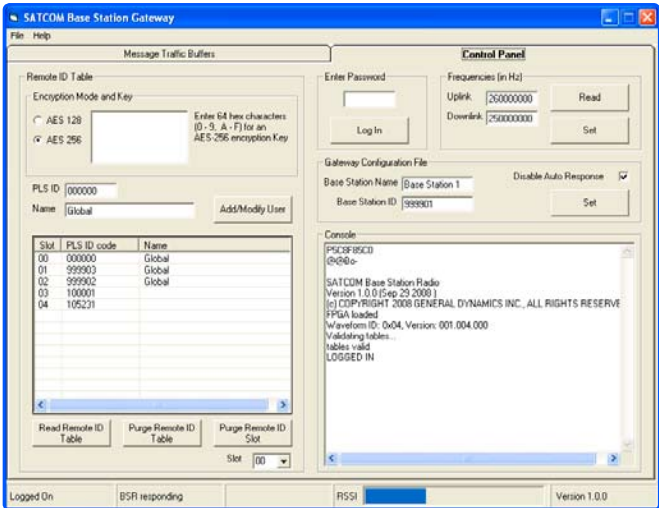 SATCOM Base Station Gateway
File Help
Message Traffic Buffers
Control Panel
Remote ID Table
Encryption Mode and Key
AES 128
AES 256
Enter 64 hex characters
(0 - 9, A - F) for an
AES-256 encryption Key
PLS ID 000000
Name Global
Add/Modify User
Slot PLS ID code Name
00 000000 Global
01 999903 Global
02 999902 Global
03 100001
04 105231
Read Remote ID
Table
Purge Remote ID
Table
Purge Remote ID
Slot
Slot 00
Enter Password
Log In
Frequencies (in Hz)
Uplink 260000000
Downlink 250000000
Read
Set
Gateway Configuration File
Base Station Name Base Station 1
Base Station ID 999901
Disable Auto Response
Set
Console
P5C8F85C0
@@Bo-
SATCOM Base Station Radio
Version 1.0.0 (Sep 29 2008 )
(c) COPYRIGHT 2008 GENERAL DYNAMICS INC., ALL RIGHTS RESERVE
FPGA loaded
Waveform ID: 0x04, Version: 001.004.000
Validating tables...
tables valid
LOGGED IN
Logged On
BSR responding
RSSI
Version 1.0.0